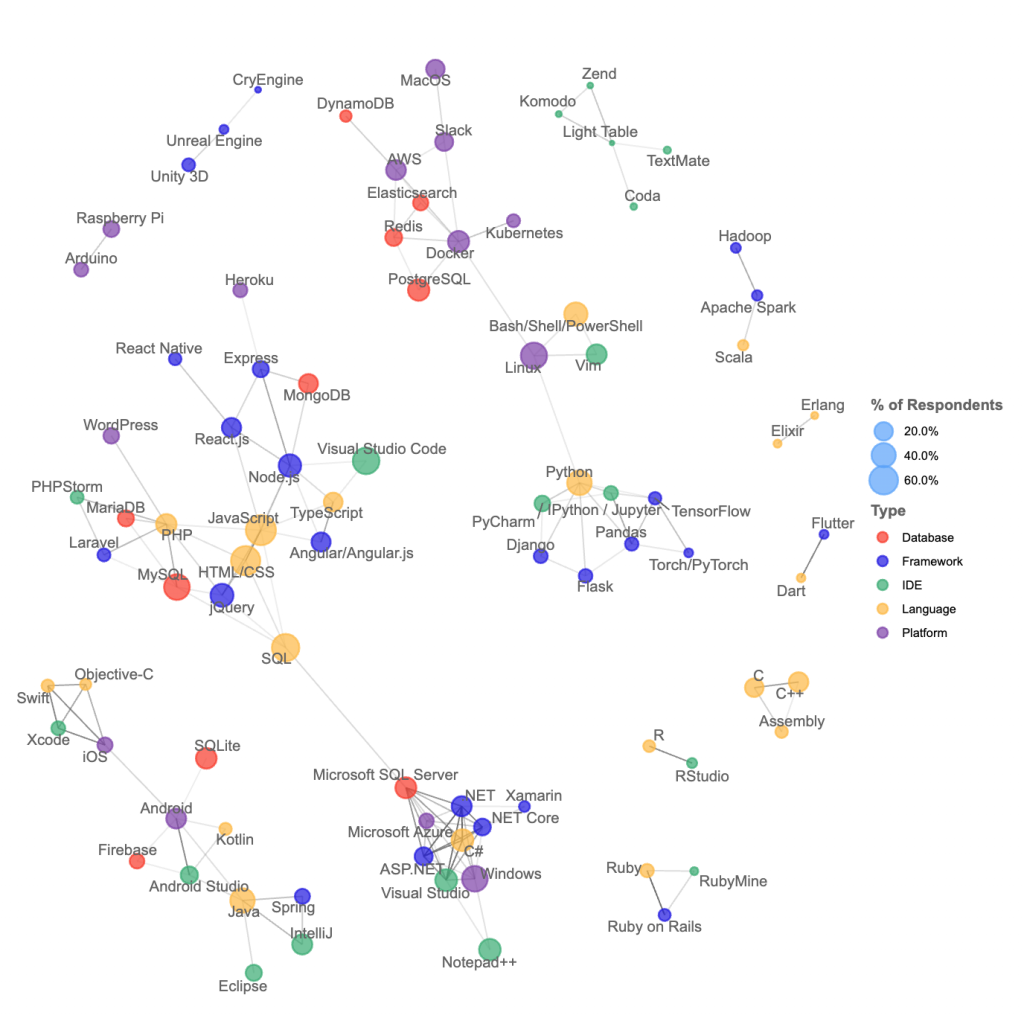 Zend
MacOS
CryEngine
Komodo
DynamoDB
Slack
Light Table
Unreal Engine
AWS
TextMate
Unity 3D
Elasticsearch
Coda
Raspberry Pi
Redis
Kubernetes
Hadoop
Docker
Arduino
PostgreSQL
Heroku
Apache Spark
Bash/Shell/PowerShell
React Native
Express
Scala
Linux
Vim
MongoDB
% of Respondents
Erlang
WordPress
20.0%
Elixir
React.js
Visual Studio Code
40.0%
Python
Node.js
60.0%
PHPStorm
MariaDB
IPython / Jupyter
TensorFlow
Type
JavaScript
TypeScript
PyCharm
Flutter
PHP
Pandas
Database
Laravel
Django
Angular/Angular.js
Framework
Torch/PyTorch
MySQL
HTML/CSS
IDE
Flask
Dart
jQuery
Language
Platform
SQL
Objective-C
C
Swift
C++
Assembly
R
Xcode
SQLite
iOS
Microsoft SQL Server
RStudio
.NET
Xamarin
Android
.NET Core
Microsoft Azure
Kotlin
Firebase
C#
ASP.NET
Ruby
Windows
RubyMine
Android Studio
Visual Studio
Spring
Java
Ruby on Rails
IntelliJ
Notepad++
Eclipse